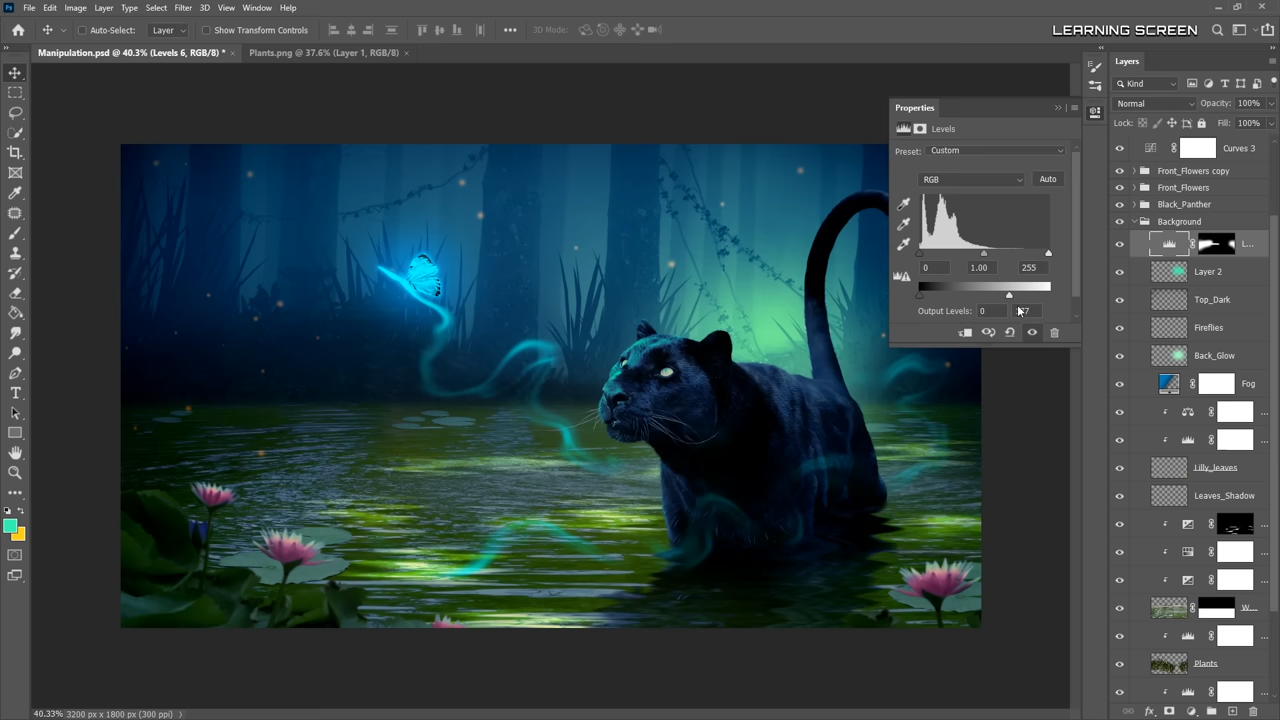 Ps File Edit Image Layer Type Select Filter 3D View Window Help
Auto-Select: Layer Show Transform Controls 3D Mode: LEARNING SCREEN
Manipulation.psd @ 40.3% (Levels 6, RGB/8) * × Plants.png @ 37.6% (Layer 1, RGB/8) ×
Layers
Kind
Normal Opacity: 100%
Lock: Fill: 100%
Curves 3
Front_Flowers copy
Front_Flowers
Black_Panther
Background
L...
Layer 2
Top_Dark
Fireflies
Back_Glow
Fog
...
...
Lilly_leaves
Leaves_Shadow
...
W...
Plants
Properties
Levels
Preset: Custom
RGB Auto
0 1.00 255
Output Levels: 0
40.33% 3200 px x 1800 px (300 ppi)